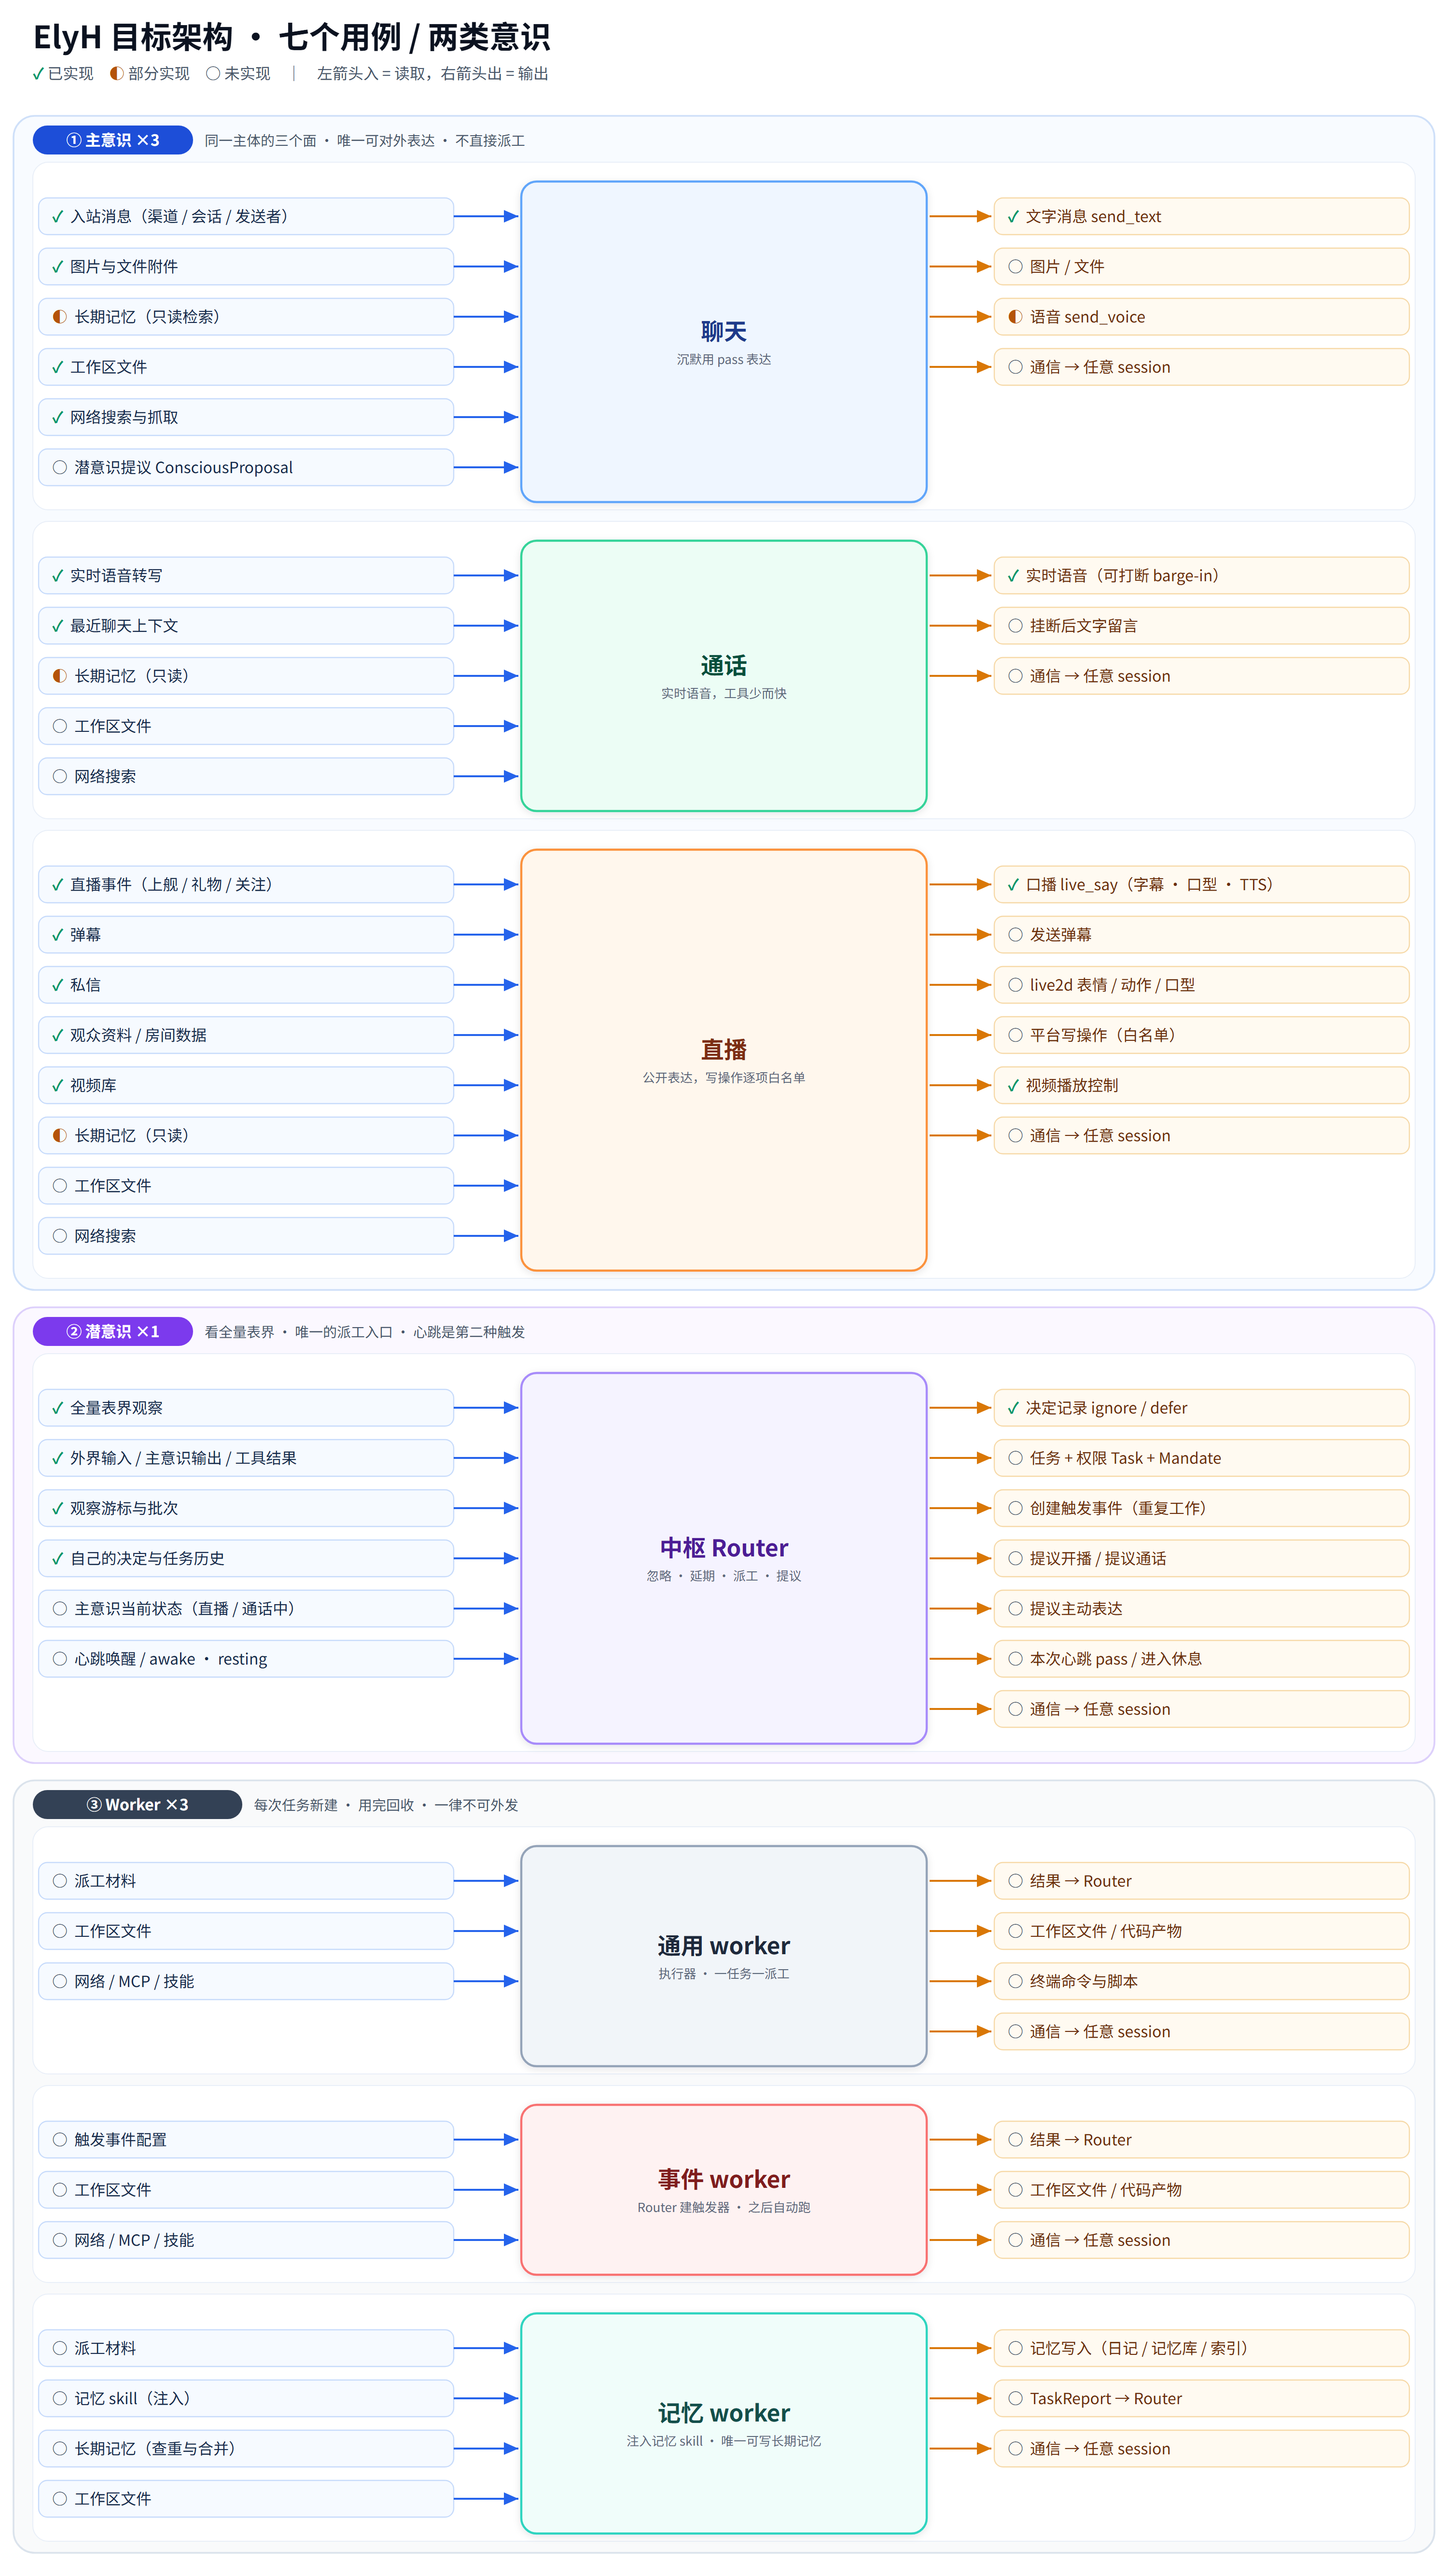 ElyH 目标架构 · 七个用例 / 两类意识
✓ 已实现 ◐ 部分实现 ○ 未实现 | 左箭头入 = 读取，右箭头出 = 输出
① 主意识 ×3 同一主体的三个面 · 唯一可对外表达 · 不直接派工
✓ 入站消息（渠道 / 会话 / 发送者）
✓ 图片与文件附件
◐ 长期记忆（只读检索）
✓ 工作区文件
✓ 网络搜索与抓取
○ 潜意识提议 ConsciousProposal
聊天
沉默用 pass 表达
✓ 文字消息 send_text
○ 图片 / 文件
◐ 语音 send_voice
○ 通信 → 任意 session
✓ 实时语音转写
✓ 最近聊天上下文
◐ 长期记忆（只读）
○ 工作区文件
○ 网络搜索
通话
实时语音，工具少而快
✓ 实时语音（可打断 barge-in）
○ 挂断后文字留言
○ 通信 → 任意 session
✓ 直播事件（上舰 / 礼物 / 关注）
✓ 弹幕
✓ 私信
✓ 观众资料 / 房间数据
✓ 视频库
◐ 长期记忆（只读）
○ 工作区文件
○ 网络搜索
直播
公开表达，写操作逐项白名单
✓ 口播 live_say（字幕 · 口型 · TTS）
○ 发送弹幕
○ live2d 表情 / 动作 / 口型
○ 平台写操作（白名单）
✓ 视频播放控制
○ 通信 → 任意 session
② 潜意识 ×1 看全量表界 · 唯一的派工入口 · 心跳是第二种触发
✓ 全量表界观察
✓ 外界输入 / 主意识输出 / 工具结果
✓ 观察游标与批次
✓ 自己的决定与任务历史
○ 主意识当前状态（直播 / 通话中）
○ 心跳唤醒 / awake · resting
中枢 Router
忽略 · 延期 · 派工 · 提议
✓ 决定记录 ignore / defer
○ 任务 + 权限 Task + Mandate
○ 创建触发事件（重复工作）
○ 提议开播 / 提议通话
○ 提议主动表达
○ 本次心跳 pass / 进入休息
○ 通信 → 任意 session
③ Worker ×3 每次任务新建 · 用完回收 · 一律不可外发
○ 派工材料
○ 工作区文件
○ 网络 / MCP / 技能
通用 worker
执行器 · 一任务一派工
○ 结果 → Router
○ 工作区文件 / 代码产物
○ 终端命令与脚本
○ 通信 → 任意 session
○ 触发事件配置
○ 工作区文件
○ 网络 / MCP / 技能
事件 worker
Router 建触发器 · 之后自动跑
○ 结果 → Router
○ 工作区文件 / 代码产物
○ 通信 → 任意 session
○ 派工材料
○ 记忆 skill（注入）
○ 长期记忆（查重与合并）
○ 工作区文件
记忆 worker
注入记忆 skill · 唯一可写长期记忆
○ 记忆写入（日记 / 记忆库 / 索引）
○ TaskReport → Router
○ 通信 → 任意 session